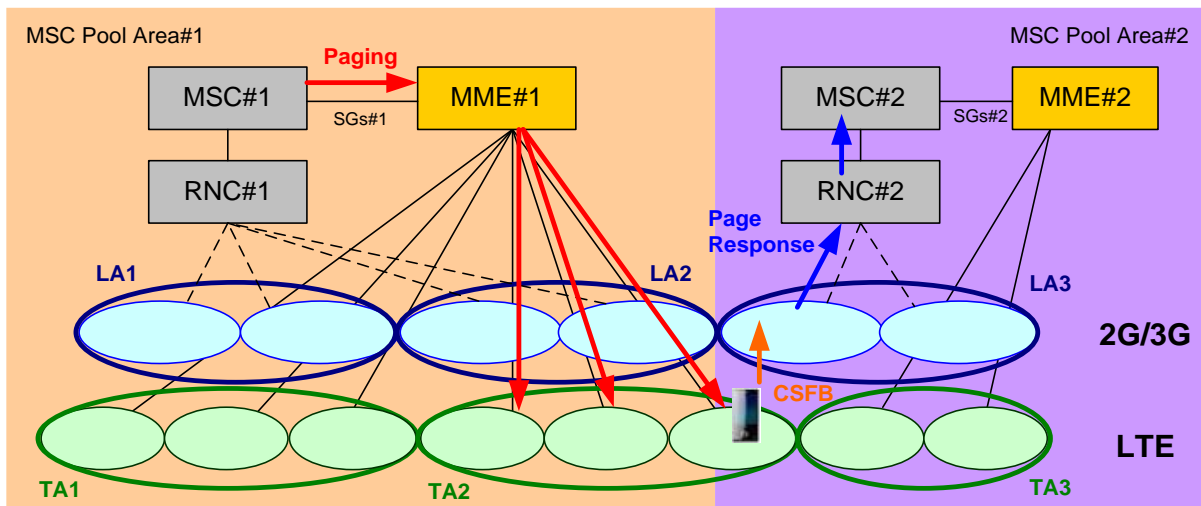 MSC Pool Area#1
MSC Pool Area#2
Paging
MSC#1
MME#1
MSC#2
MME#2
SGs#1
SGs#2
RNC#1
RNC#2
Page
Response
LA1
LA2
LA3
2G/3G
CSFB
LTE
TA1
TA2
TA3